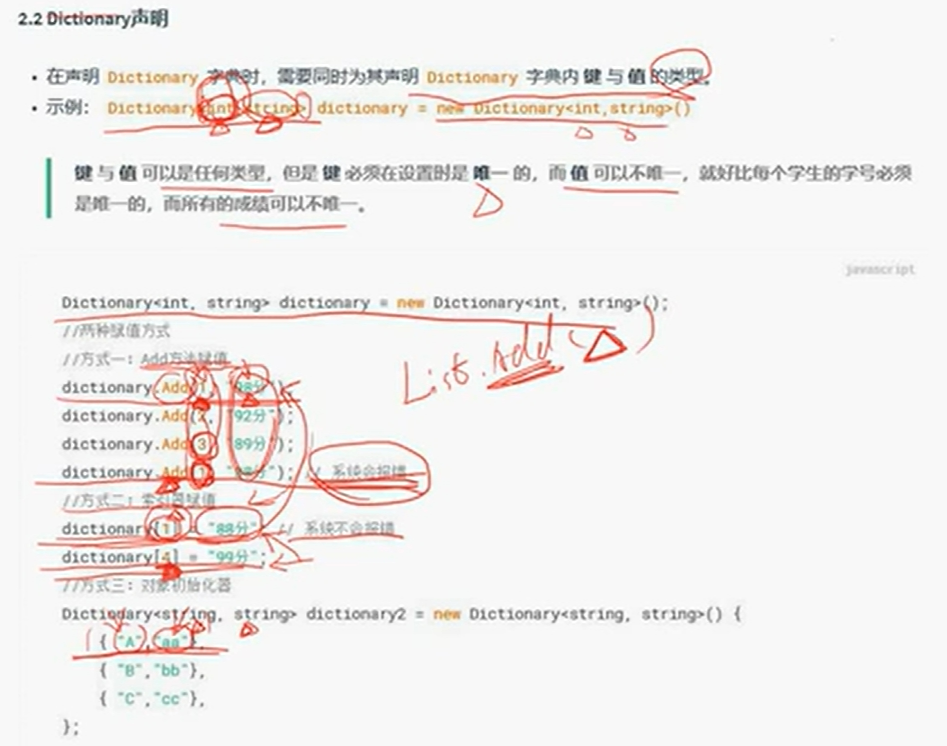 2.2 Dictionary声明
• 在声明 Dictionary 字典时，需要同时为其声明 Dictionary 字典内 键 与 值 的类型。
• 示例： Dictionary<int,string> dictionary = new Dictionary<int,string>()
键 与 值 可以是任何类型，但是 键 必须在设置时是 唯一 的，而 值 可以不唯一，就好比每个学生的学号必须
是唯一的，而所有的成绩可以不唯一。
javascript
Dictionary<int, string> dictionary = new Dictionary<int, string>();
//两种赋值方式
//方式一：Add方法赋值
List.Add( )
dictionary.Add(1, "98分");
dictionary.Add(2, "92分");
dictionary.Add(3, "89分");
dictionary.Add(1, "88分"); // 系统会报错
//方式二：索引器赋值
dictionary[1] = "88分"; // 系统不会报错
dictionary[4] = "99分";
//方式三：对象初始化器
Dictionary<string, string> dictionary2 = new Dictionary<string, string>() {
{ "A","aa"},
{ "B","bb"},
{ "C","cc"},
};